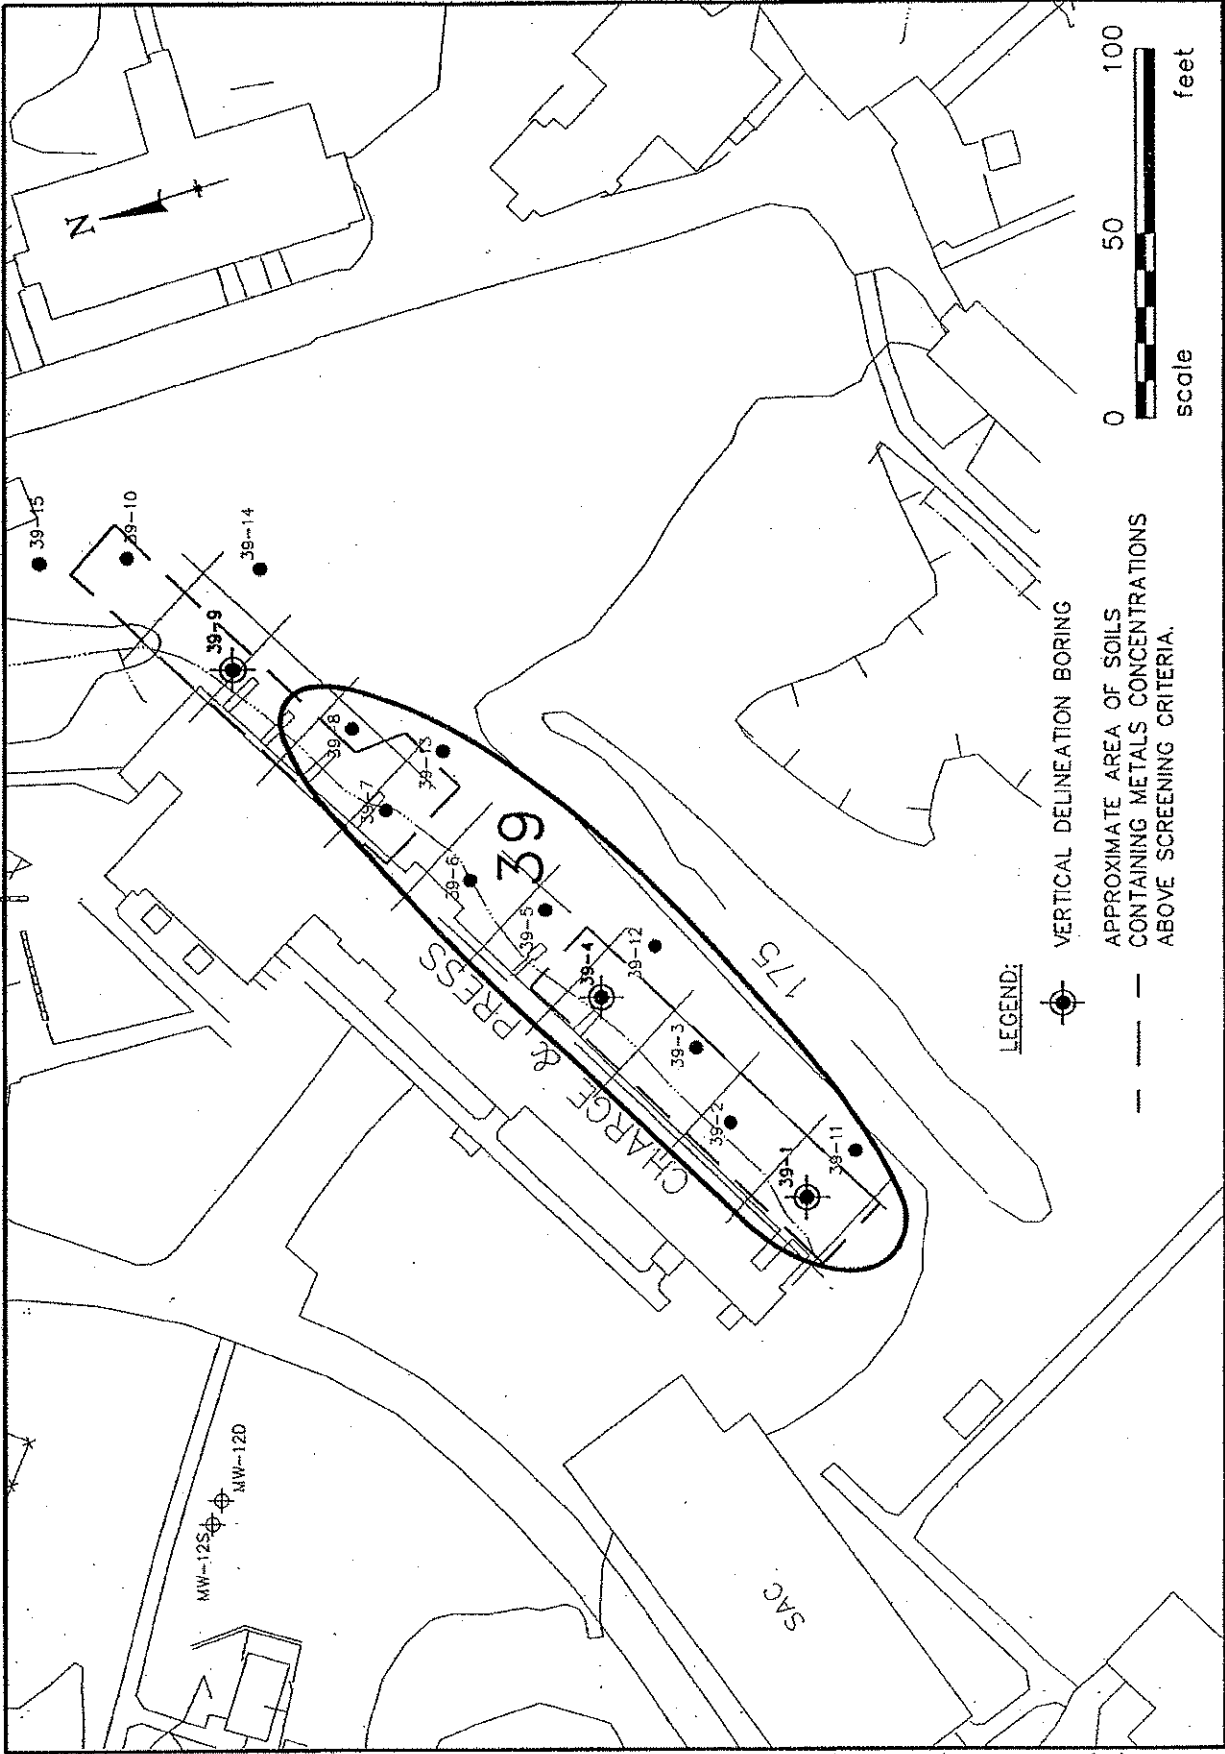 N
39-15
39-10
39-14
39-9
39-8
39-13
39-7
39-6
39
39-5
39-4
39-12
39-3
39-2
39-1
39-11
CHARGE & PRESS
175
SAC
MW-12S
MW-12D
LEGEND:
VERTICAL DELINEATION BORING
APPROXIMATE AREA OF SOILS
CONTAINING METALS CONCENTRATIONS
ABOVE SCREENING CRITERIA.
0 50 100
scale feet